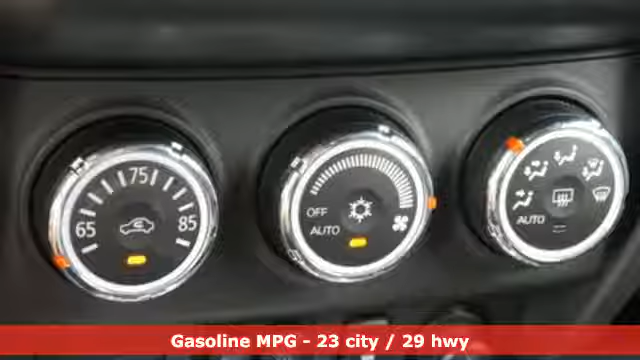 75
65 85
OFF
AUTO
AUTO
Gasoline MPG - 23 city / 29 hwy